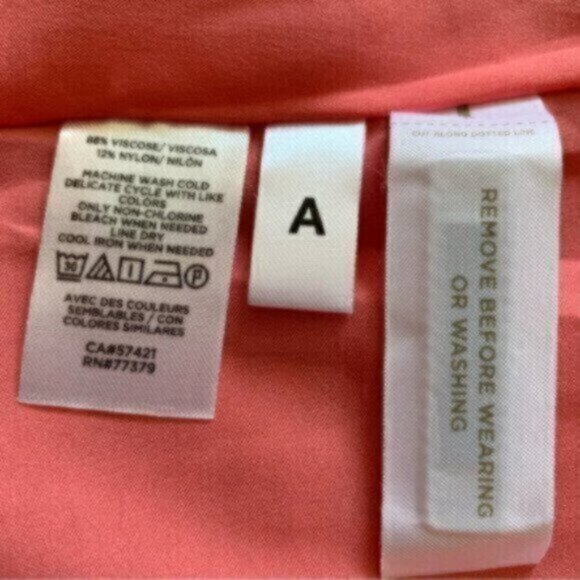 88% VISCOSE/ VISCOSA
12% NYLON/ NILÓN
MACHINE WASH COLD
DELICATE CYCLE WITH LIKE
COLORS
ONLY NON-CHLORINE
BLEACH WHEN NEEDED
LINE DRY
COOL IRON WHEN NEEDED
30
P
AVEC DES COULEURS
SEMBLABLES / CON
COLORES SIMILARES
CA#57421
RN#77379
A
CUT ALONG DOTTED LINE
REMOVE BEFORE WEARING
OR WASHING